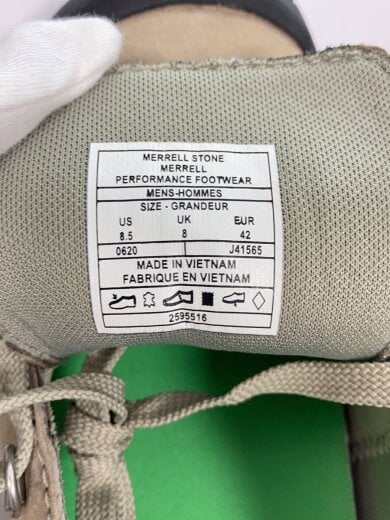 MERRELL STONE
MERRELL
PERFORMANCE FOOTWEAR
MENS-HOMMES
SIZE - GRANDEUR
US UK EUR
8.5 8 42
0620 J41565
MADE IN VIETNAM
FABRIQUE EN VIETNAM
2595516